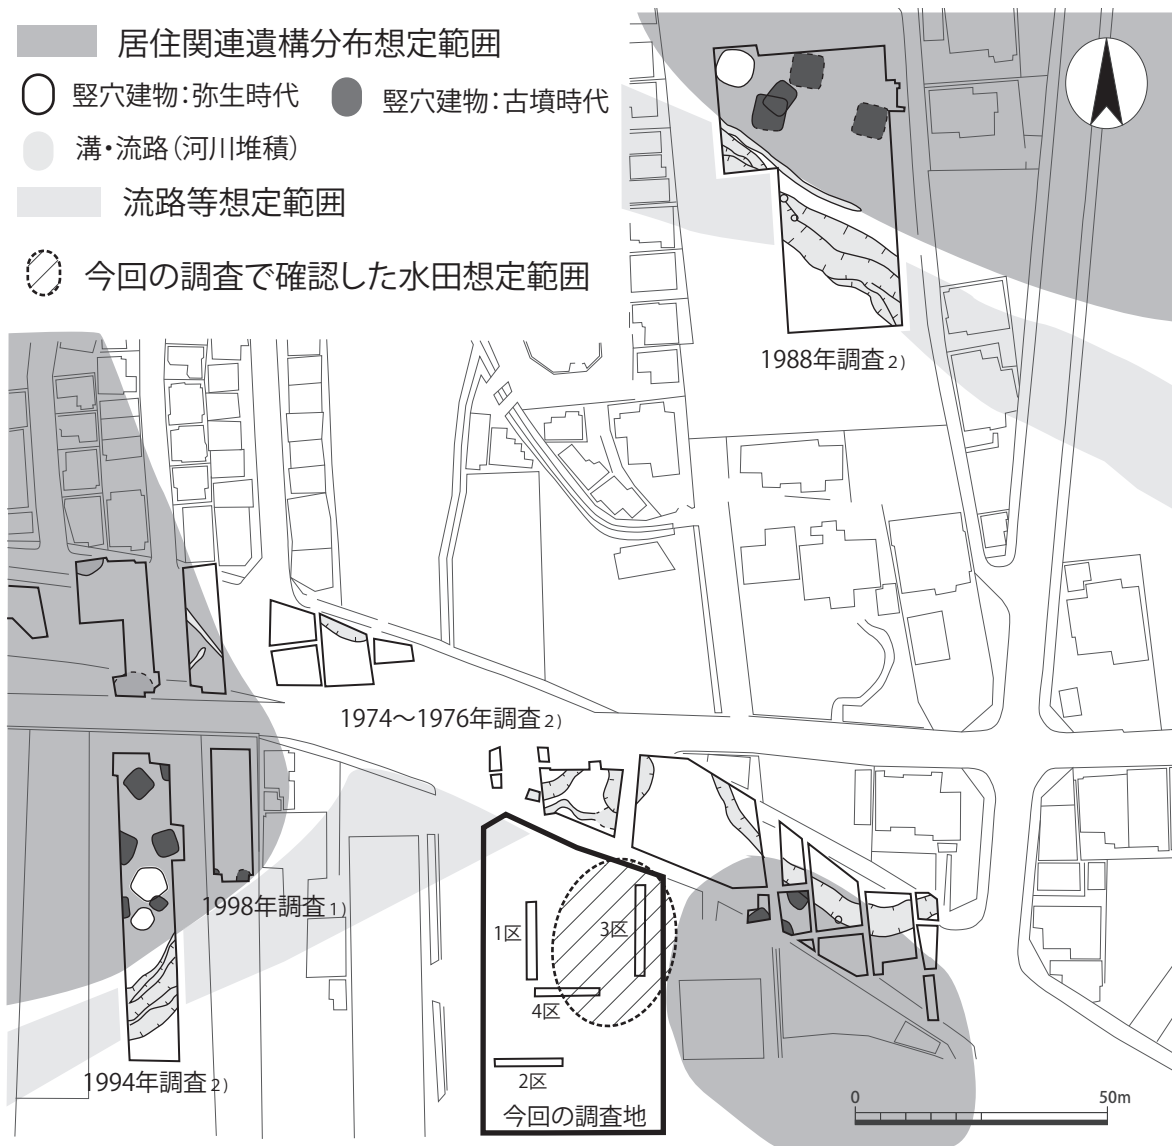 居住関連遺構分布想定範囲
竪穴建物：弥生時代
竪穴建物：古墳時代
溝・流路（河川堆積）
流路等想定範囲
今回の調査で確認した水田想定範囲
1988年調査2）
1974～1976年調査2）
1998年調査1）
1区
3区
4区
2区
今回の調査地
1994年調査2）
0
50m